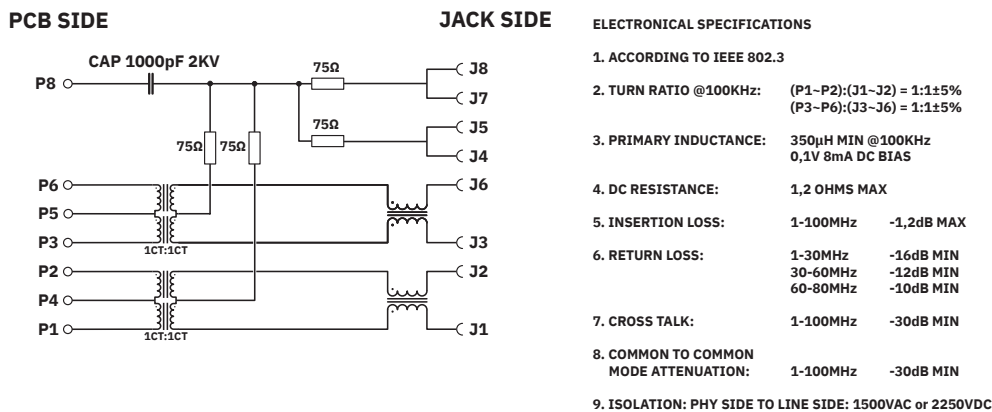 PCB SIDE
JACK SIDE
CAP 1000pF 2KV
P8
75Ω
J8
J7
75Ω
J5
J4
75Ω 75Ω
P6
J6
P5
P3
J3
1CT:1CT
P2
J2
P4
P1
J1
1CT:1CT
ELECTRONICAL SPECIFICATIONS
1. ACCORDING TO IEEE 802.3
2. TURN RATIO @100KHz: (P1~P2):(J1~J2) = 1:1±5%
(P3~P6):(J3~J6) = 1:1±5%
3. PRIMARY INDUCTANCE: 350µH MIN @100KHz
0,1V 8mA DC BIAS
4. DC RESISTANCE: 1,2 OHMS MAX
5. INSERTION LOSS: 1-100MHz -1,2dB MAX
6. RETURN LOSS: 1-30MHz -16dB MIN
30-60MHz -12dB MIN
60-80MHz -10dB MIN
7. CROSS TALK: 1-100MHz -30dB MIN
8. COMMON TO COMMON
MODE ATTENUATION: 1-100MHz -30dB MIN
9. ISOLATION: PHY SIDE TO LINE SIDE: 1500VAC or 2250VDC